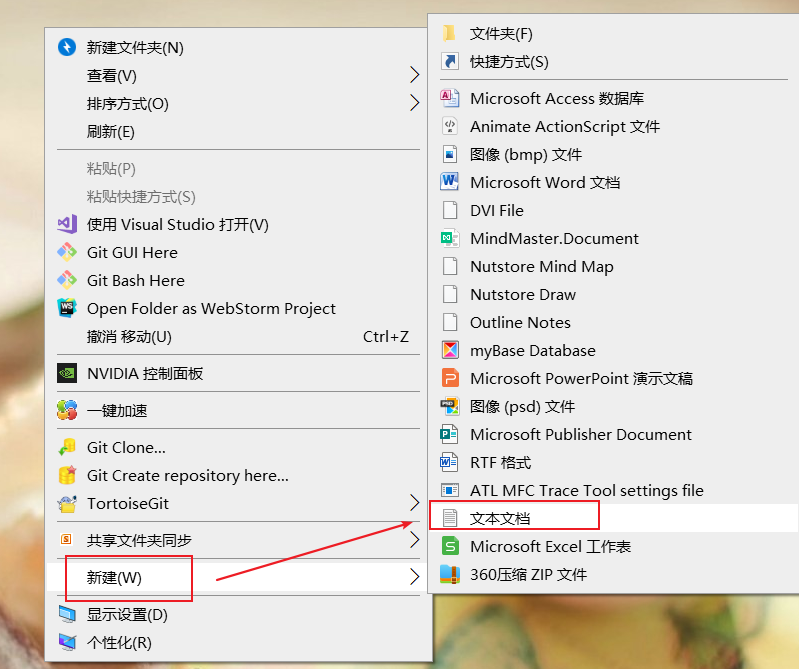 新建文件夹(N)
查看(V)
排序方式(O)
刷新(E)
粘贴(P)
粘贴快捷方式(S)
使用 Visual Studio 打开(V)
Git GUI Here
Git Bash Here
Open Folder as WebStorm Project
撤消 移动(U) Ctrl+Z
NVIDIA 控制面板
一键加速
Git Clone...
Git Create repository here...
TortoiseGit
共享文件夹同步
新建(W)
显示设置(D)
个性化(R)
文件夹(F)
快捷方式(S)
Microsoft Access 数据库
Animate ActionScript 文件
图像 (bmp) 文件
Microsoft Word 文档
DVI File
MindMaster.Document
Nutstore Mind Map
Nutstore Draw
Outline Notes
myBase Database
Microsoft PowerPoint 演示文稿
图像 (psd) 文件
Microsoft Publisher Document
RTF 格式
ATL MFC Trace Tool settings file
文本文档
Microsoft Excel 工作表
360压缩 ZIP 文件